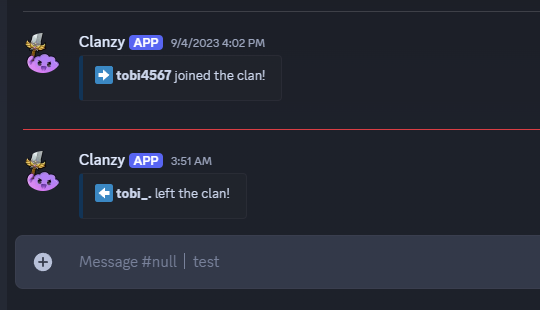 Clanzy APP 9/4/2023 4:02 PM
tobi4567 joined the clan!
Clanzy APP 3:51 AM
tobi_. left the clan!
Message #null | test